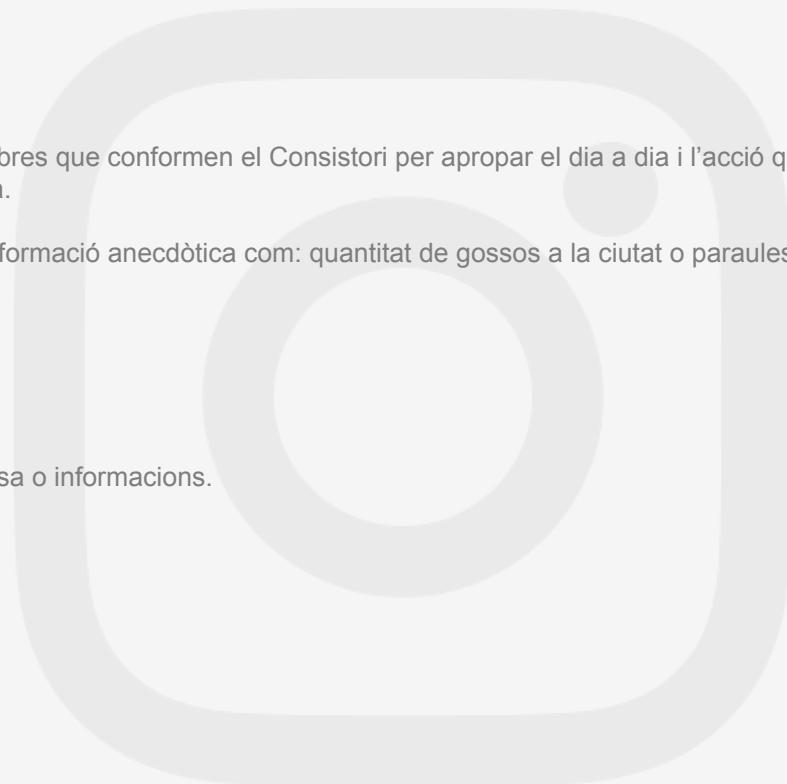 bres que conformen el Consistori per apropar el dia a dia i l’acció q
a.
formació anecdòtica com: quantitat de gossos a la ciutat o paraules
sa o informacions.